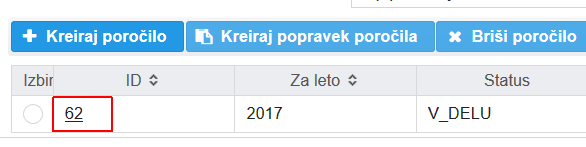 Kreiraj poročilo Kreiraj popravek poročila Briši poročilo
Izbir ID Za leto Status
62 2017 V_DELU